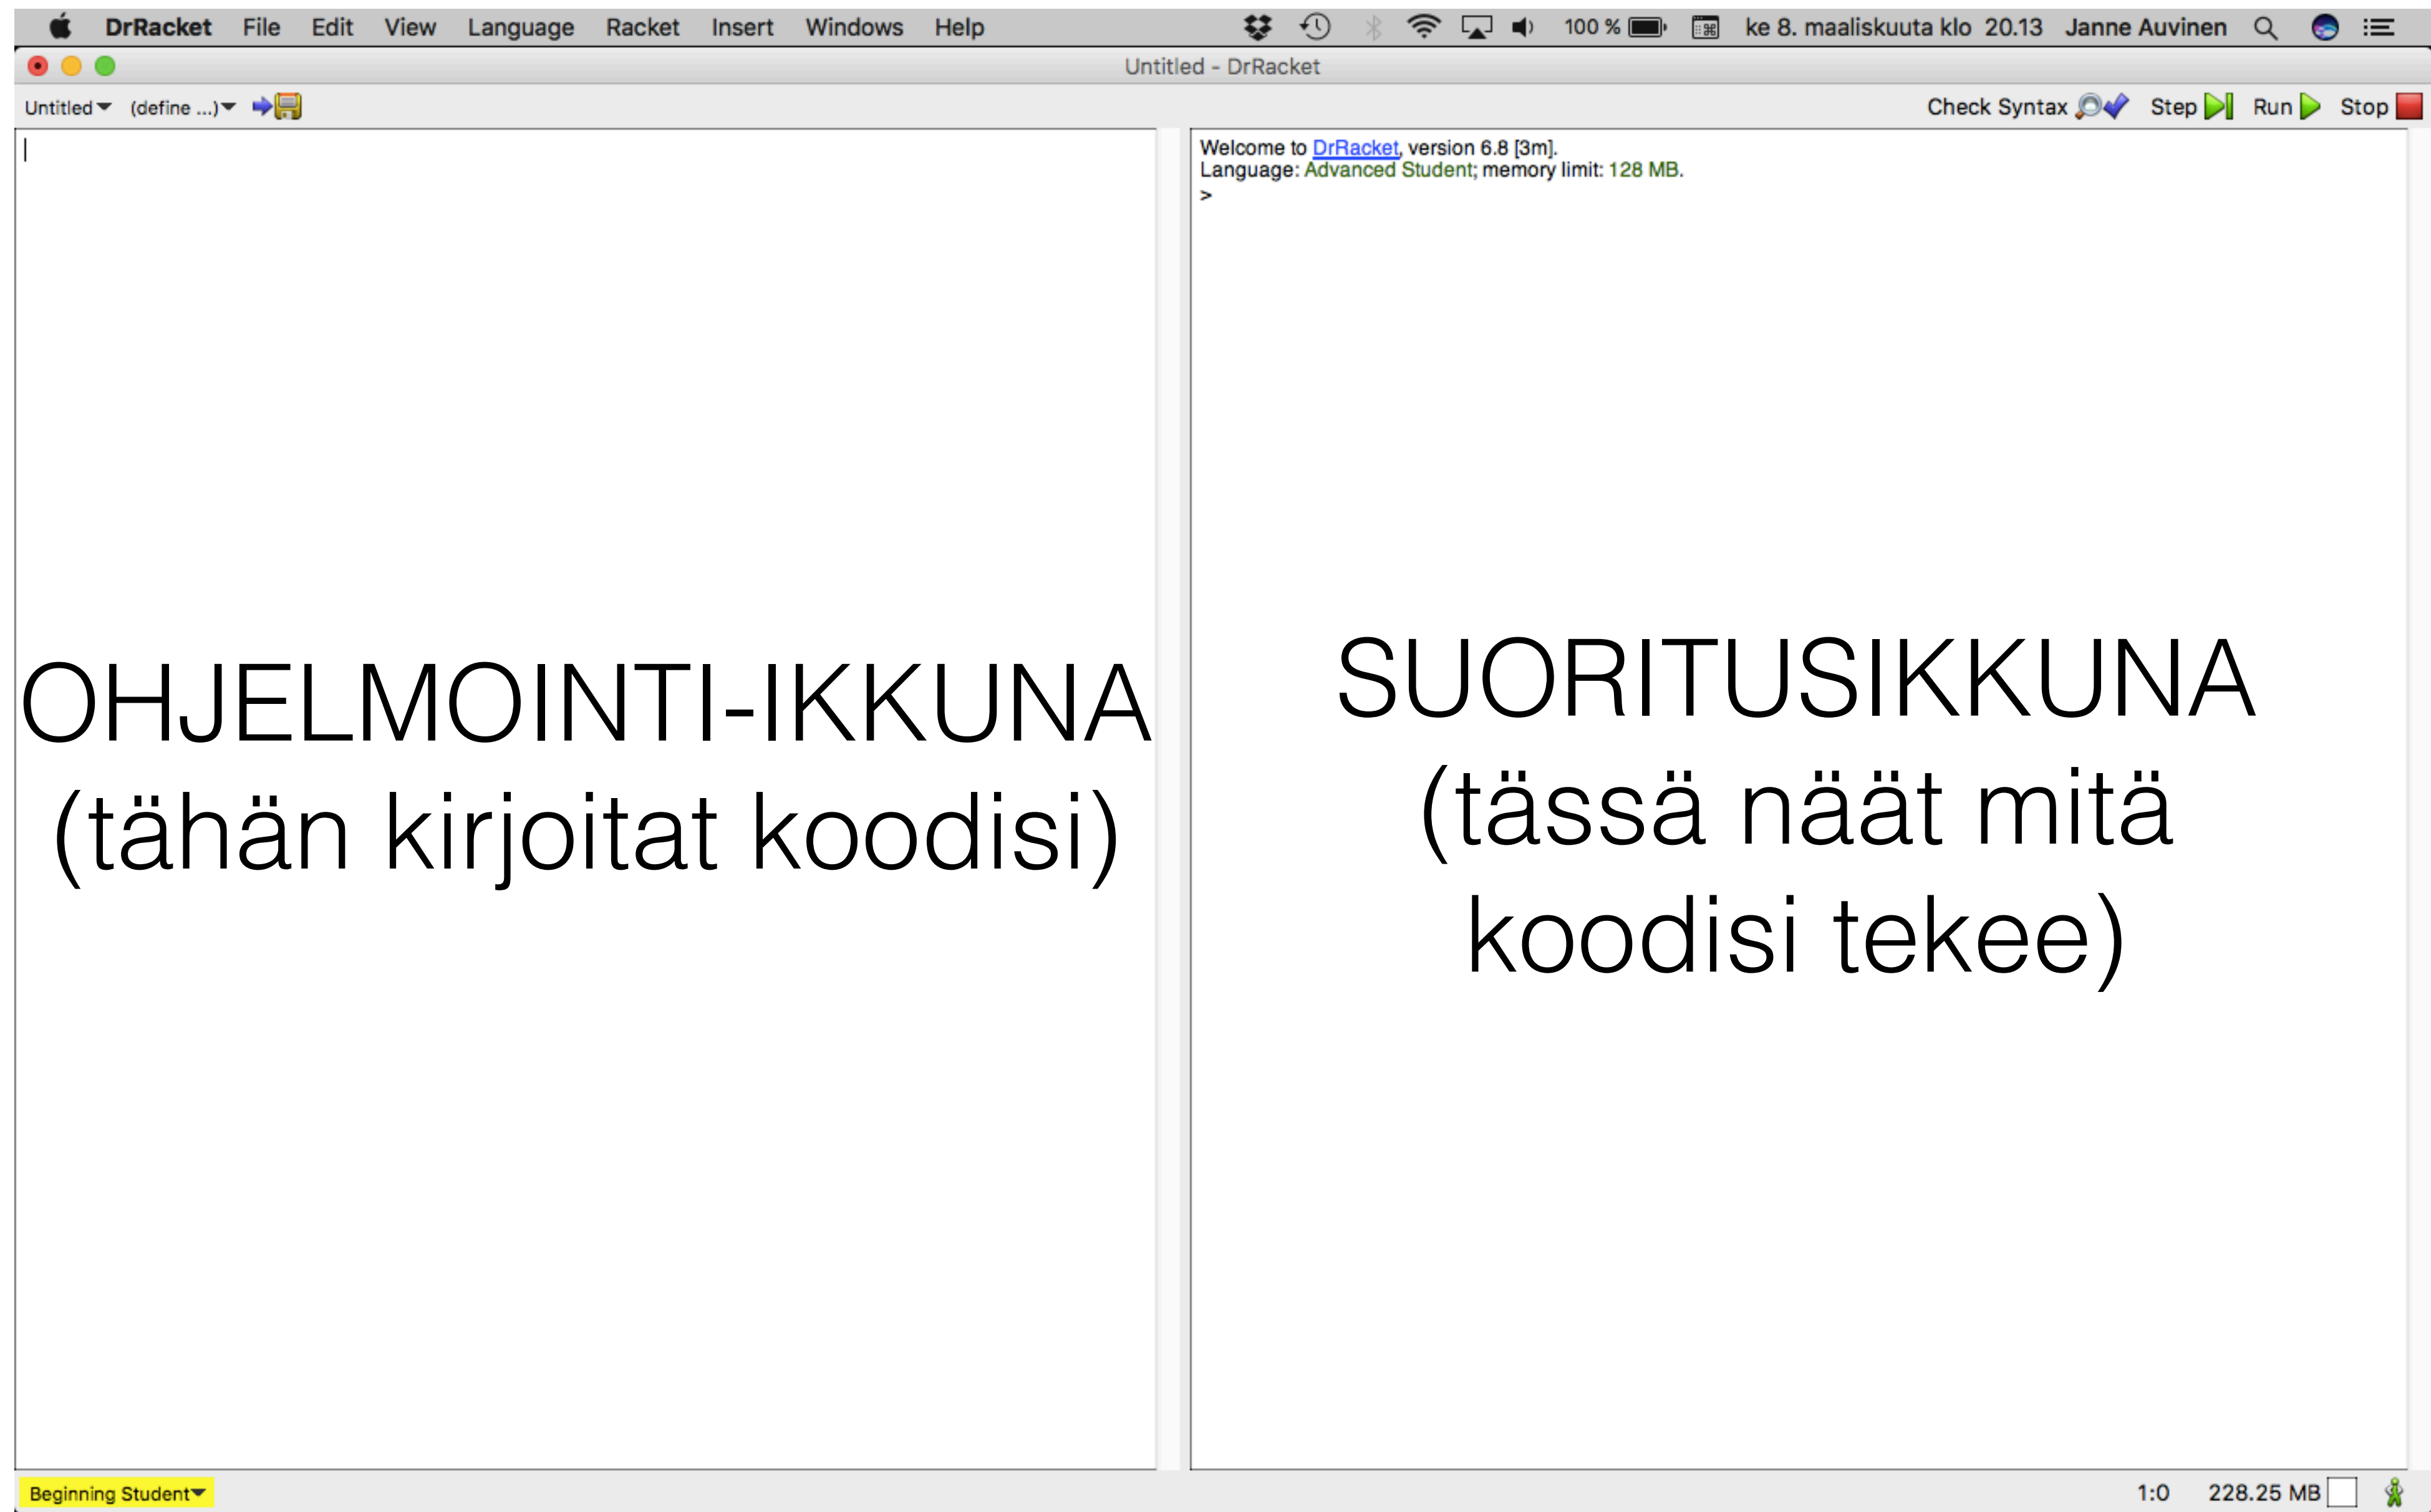 DrRacket File Edit View Language Racket Insert Windows Help 100 % ke 8. maaliskuuta klo 20.13 Janne Auvinen
Untitled - DrRacket
Untitled (define ...) Check Syntax Step Run Stop
Welcome to DrRacket, version 6.8 [3m].
Language: Advanced Student; memory limit: 128 MB.
>
OHJELMOINTI-IKKUNA
(tähän kirjoitat koodisi)
SUORITUSIKKUNA
(tässä näät mitä
koodisi tekee)
Beginning Student 1:0 228.25 MB